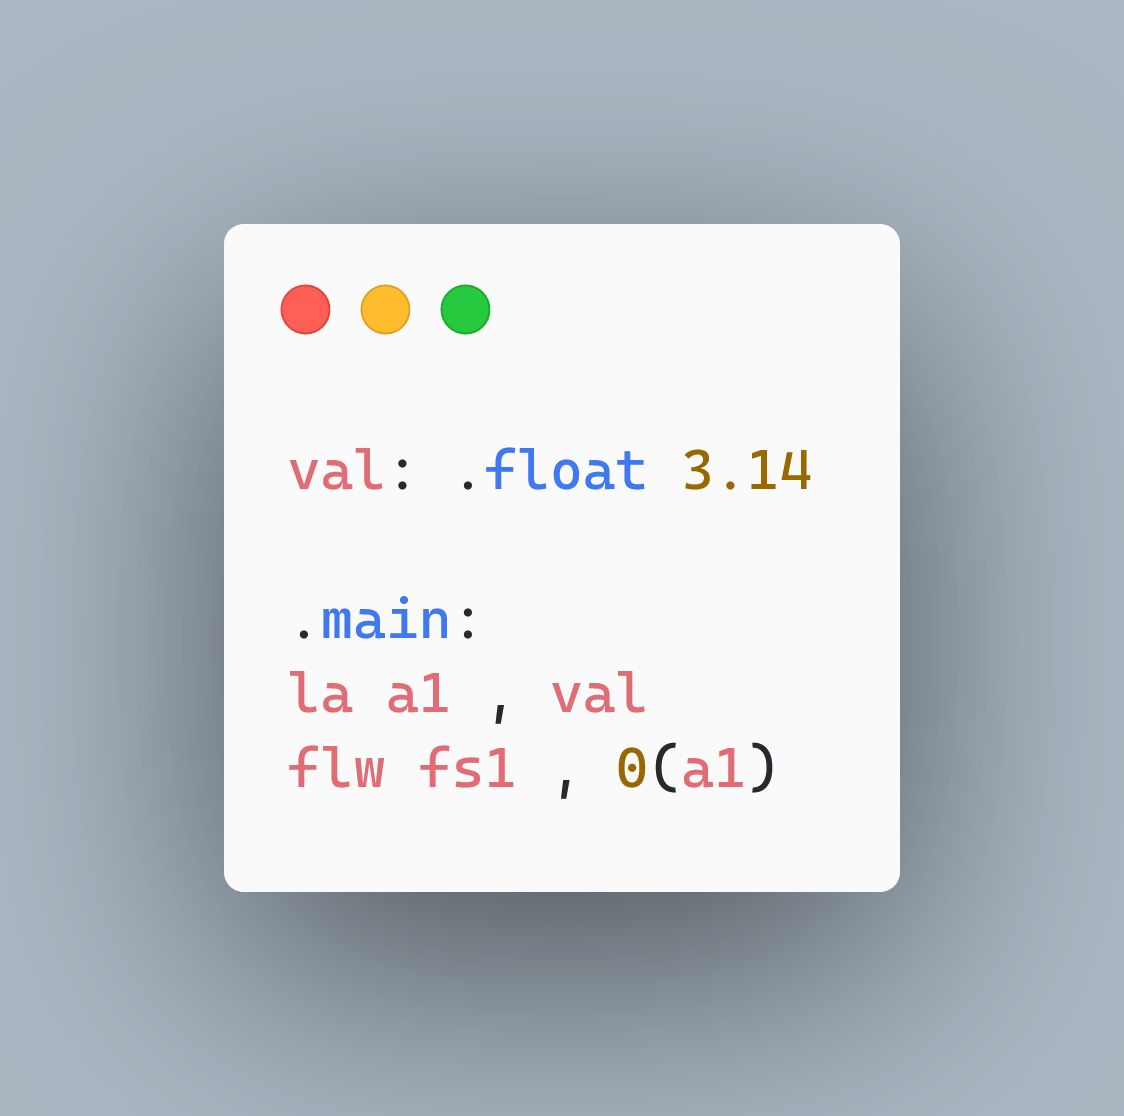 val: .float 3.14
.main:
la a1 , val
flw fs1 , 0(a1)